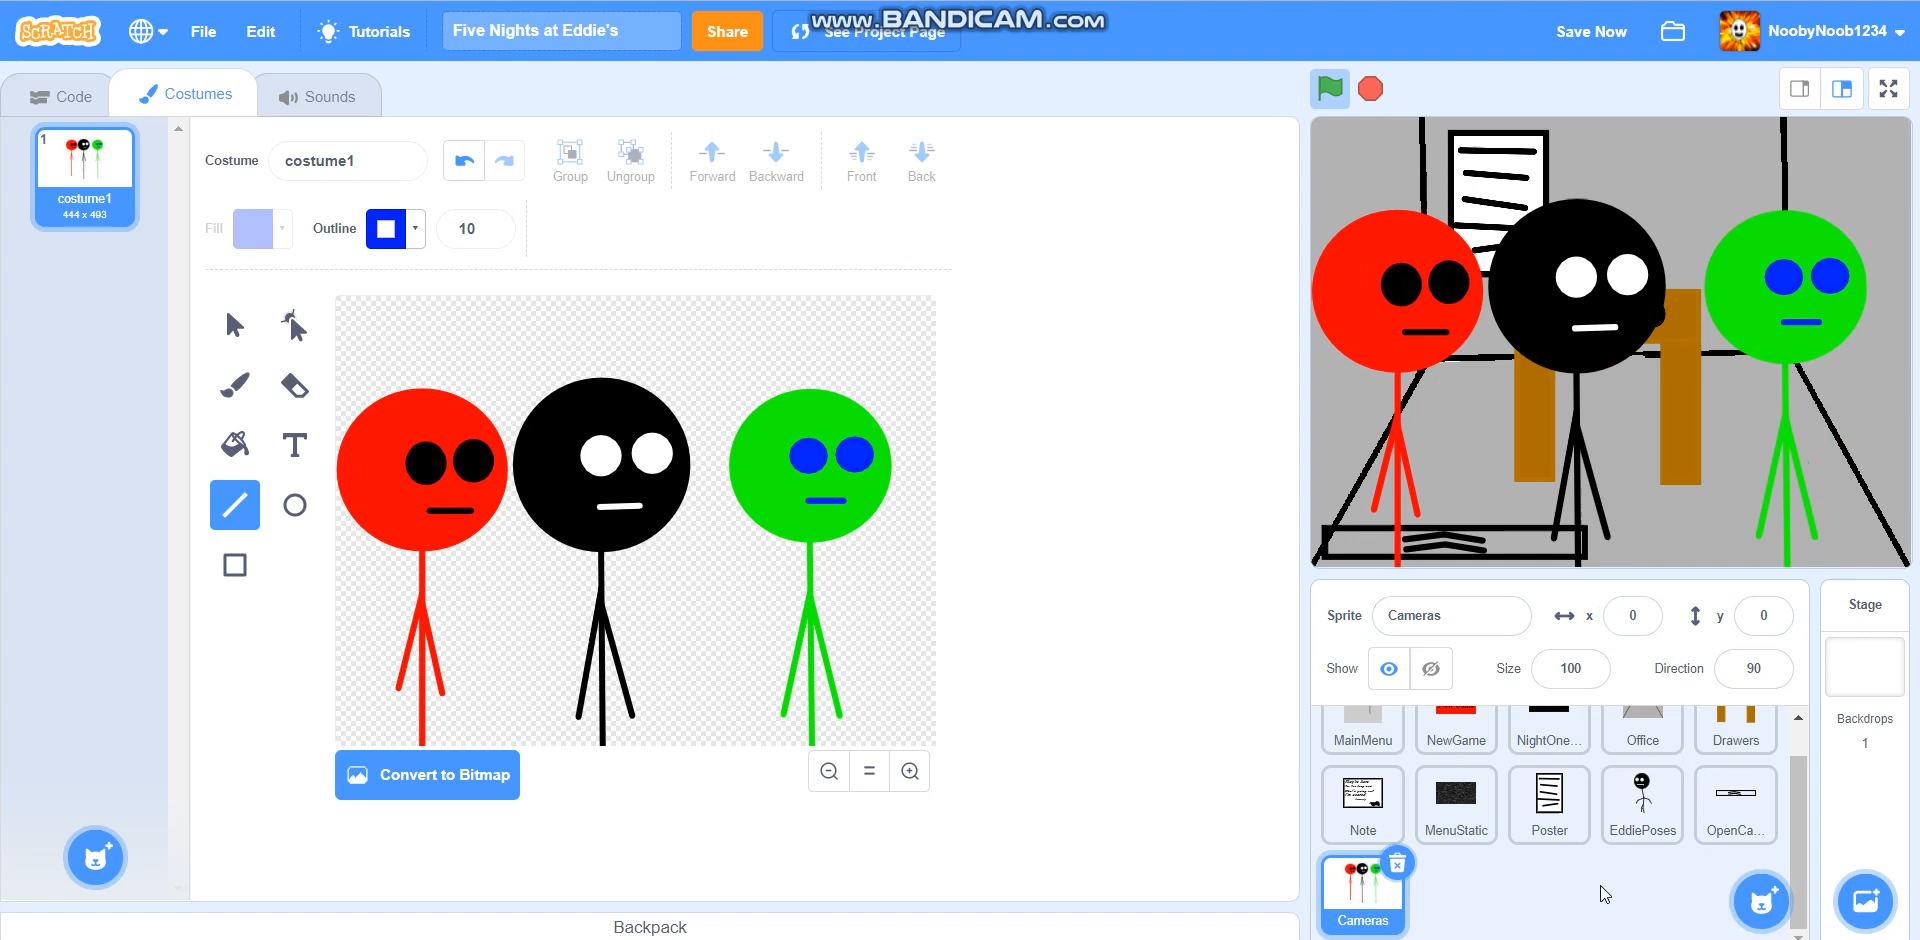 www.BANDICAM.com
SCRATCH
File
Edit
Tutorials
Five Nights at Eddie's
Share
See Project Page
Save Now
NoobyNoob1234
Code
Costumes
Sounds
1
costume1
444 x 493
Costume
costume1
Group
Ungroup
Forward
Backward
Front
Back
Fill
Outline
10
T
Convert to Bitmap
Backpack
Sprite
Cameras
x
0
y
0
Show
Size
100
Direction
90
MainMenu
NewGame
NightOne...
Office
Drawers
Note
MenuStatic
Poster
EddiePoses
OpenCa...
Cameras
Stage
Backdrops
1